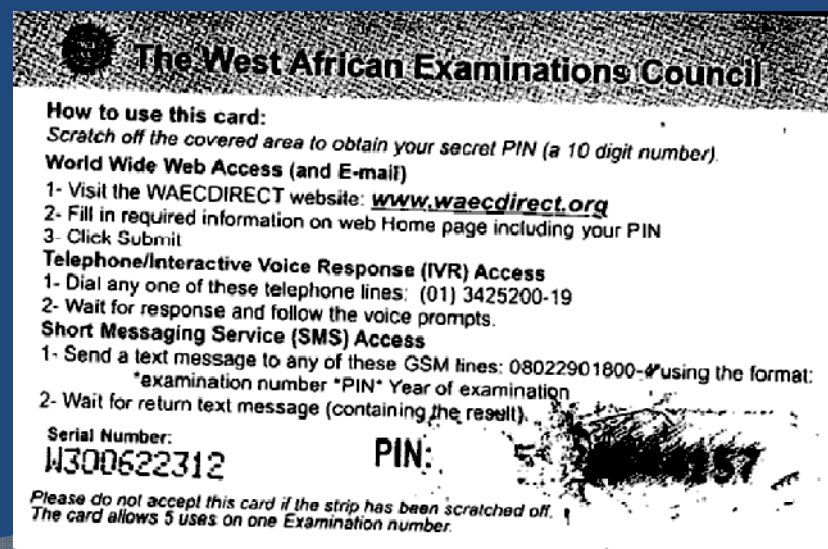 The West African Examinations Council
How to use this card:
Scratch off the covered area to obtain your secret PIN (a 10 digit number).
World Wide Web Access (and E-mail)
1- Visit the WAECDIRECT website: www.waecdirect.org
2- Fill in required information on web Home page including your PIN
3- Click Submit
Telephone/Interactive Voice Response (IVR) Access
1- Dial any one of these telephone lines: (01) 3425200-19
2- Wait for response and follow the voice prompts.
Short Messaging Service (SMS) Access
1- Send a text message to any of these GSM lines: 08022901800- using the format:
*examination number *PIN* Year of examination
2- Wait for return text message (containing the result).
Serial Number:
W300622312
PIN:
Please do not accept this card if the strip has been scratched off.
The card allows 5 uses on one Examination number.